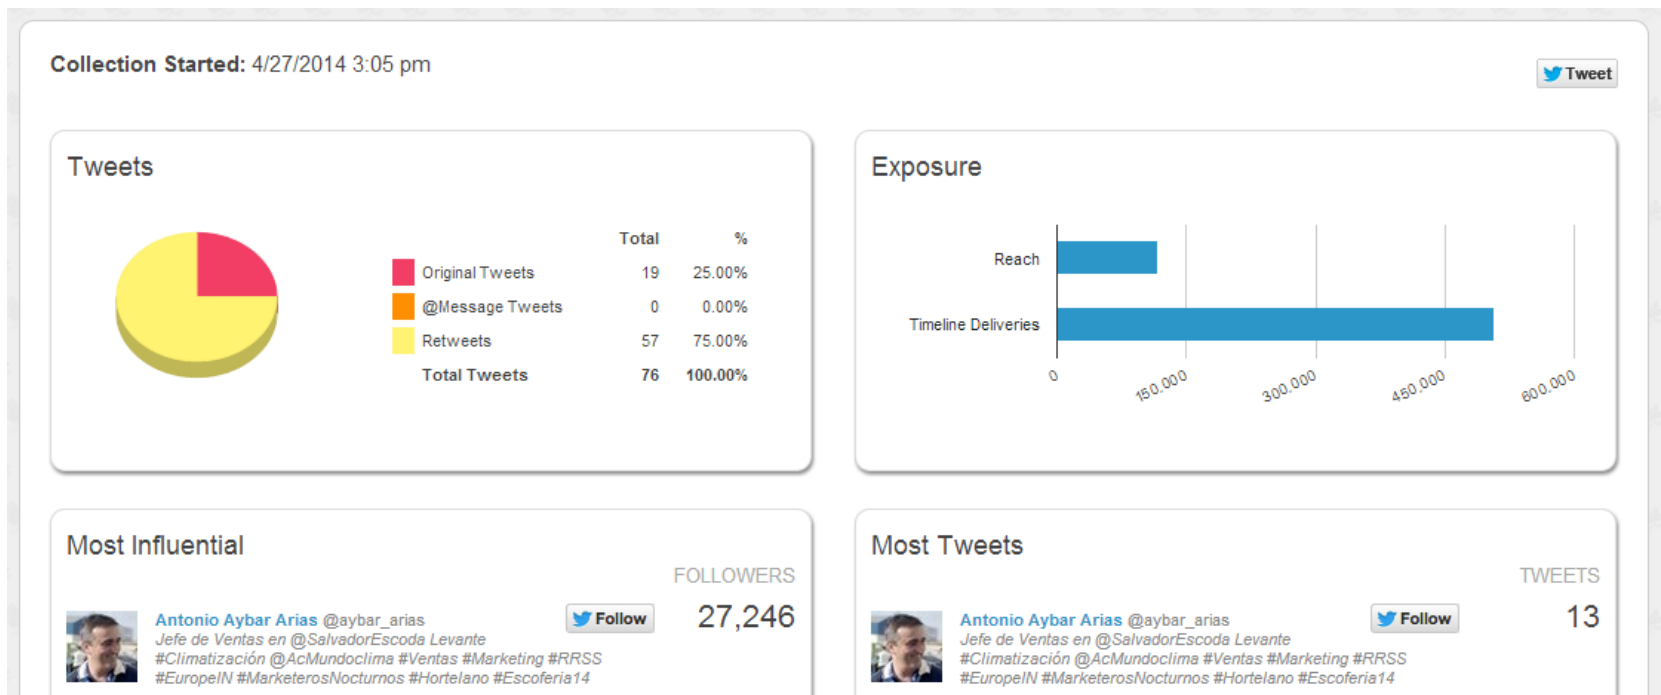 Collection Started: 4/27/2014 3:05 pm
Tweet
Tweets
Total %
Original Tweets 19 25.00%
@Message Tweets 0 0.00%
Retweets 57 75.00%
Total Tweets 76 100.00%
Exposure
Reach
Timeline Deliveries
0 150.000 300.000 450.000 600.000
Most Influential
FOLLOWERS
Antonio Aybar Arias @aybar_arias Follow 27,246
Jefe de Ventas en @SalvadorEscoda Levante
#Climatización @AcMundoclima #Ventas #Marketing #RRSS
#EuropeIN #MarketerosNocturnos #Hortelano #Escoferia14
Most Tweets
TWEETS
Antonio Aybar Arias @aybar_arias Follow 13
Jefe de Ventas en @SalvadorEscoda Levante
#Climatización @AcMundoclima #Ventas #Marketing #RRSS
#EuropeIN #MarketerosNocturnos #Hortelano #Escoferia14